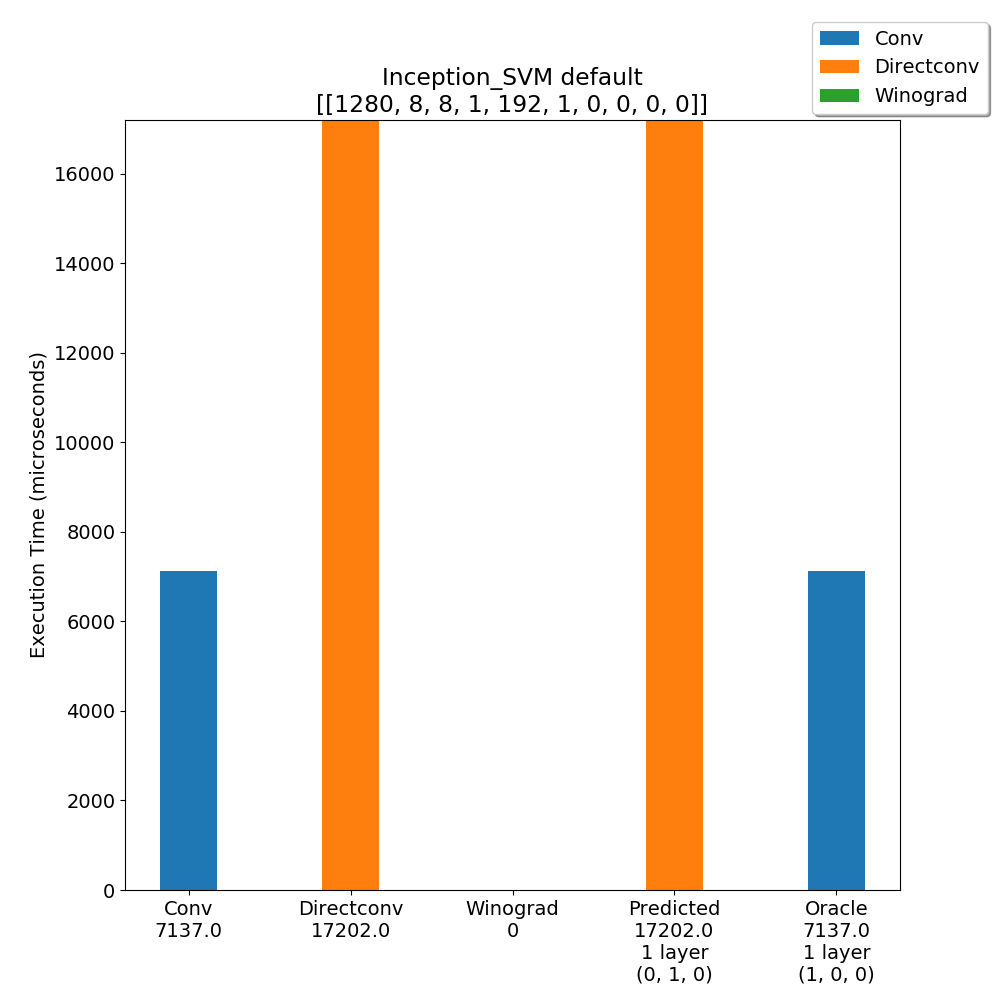 Conv
Directconv
Winograd
Inception_SVM default
[[1280, 8, 8, 1, 192, 1, 0, 0, 0, 0]]
Execution Time (microseconds)
16000
14000
12000
10000
8000
6000
4000
2000
0
Conv
7137.0
Directconv
17202.0
Winograd
0
Predicted
17202.0
1 layer
(0, 1, 0)
Oracle
7137.0
1 layer
(1, 0, 0)